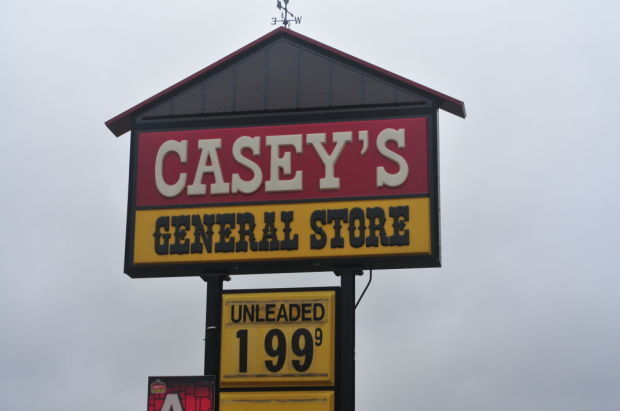 E W
CASEY'S
GENERAL STORE
UNLEADED
1 99 9
A